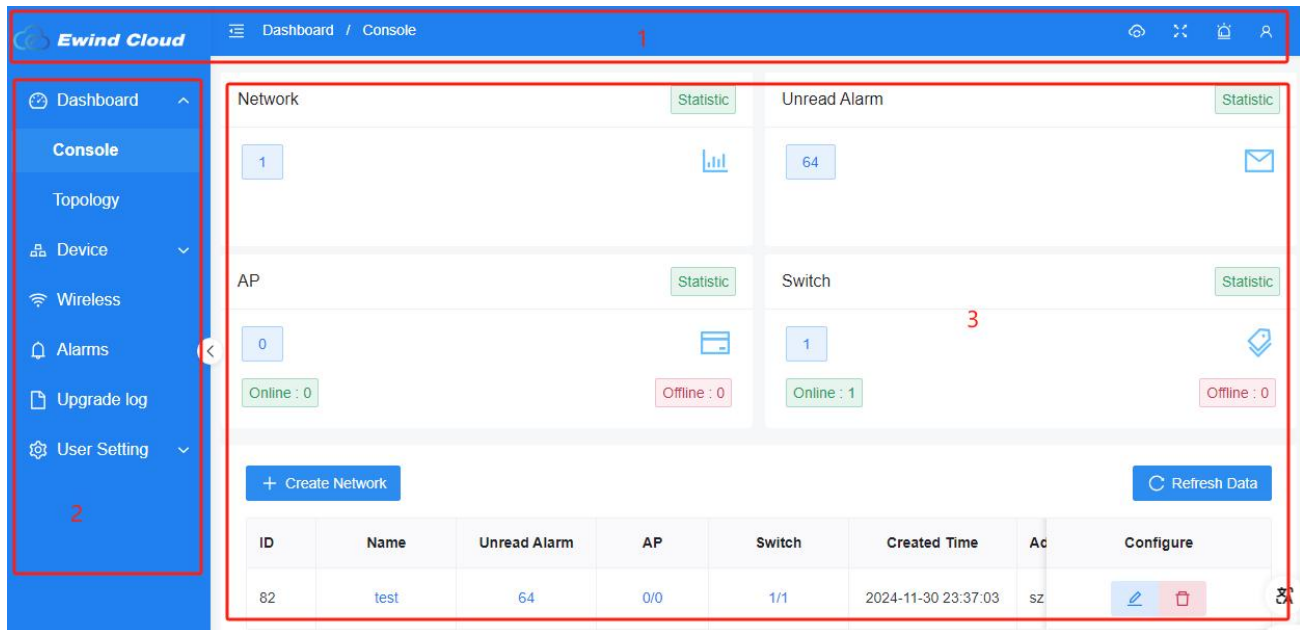 Ewind Cloud
Dashboard / Console
1
Dashboard
Console
Topology
Device
Wireless
Alarms
Upgrade log
User Setting
2
Network Statistic
1
Unread Alarm Statistic
64
AP Statistic
0
Online : 0 Offline : 0
Switch Statistic
3
1
Online : 1 Offline : 0
Create Network Refresh Data
ID Name Unread Alarm AP Switch Created Time Ad Configure
82 test 64 0/0 1/1 2024-11-30 23:37:03 sz